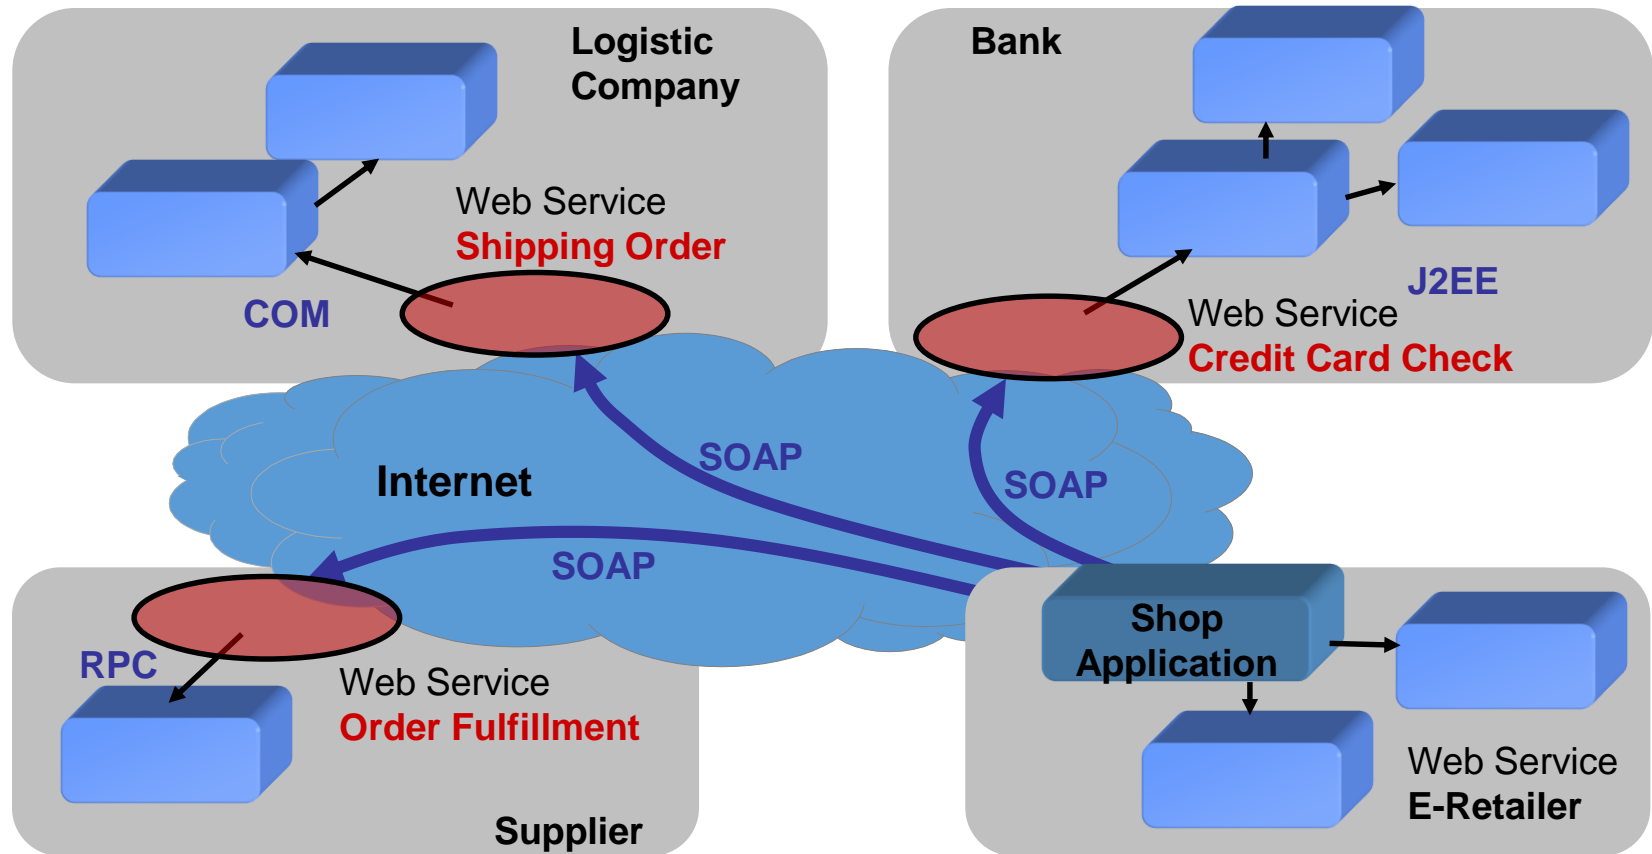 Logistic
Company
Bank
Web Service
Shipping Order
COM
J2EE
Web Service
Credit Card Check
Internet
SOAP
SOAP
SOAP
RPC
Web Service
Order Fulfillment
Supplier
Shop
Application
Web Service
E-Retailer